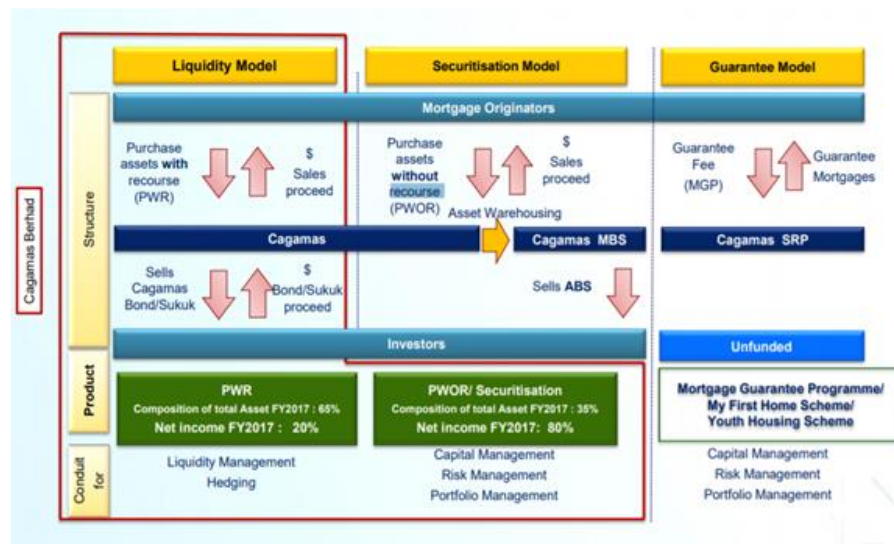 Liquidity Model
Securitisation Model
Guarantee Model
Cagamas Berhad
Structure
Mortgage Originators
Purchase
assets with
recourse
(PWR)
$
Sales
proceed
Purchase
assets
without
recourse
(PWOR)
$
Sales
proceed
Asset Warehousing
Guarantee
Fee
(MGP)
Guarantee
Mortgages
Cagamas
Cagamas MBS
Cagamas SRP
Sells
Cagamas
Bond/Sukuk
$
Bond/Sukuk
proceed
Sells ABS
Investors
Unfunded
Product
PWR
Composition of total Asset FY2017 : 65%
Net income FY2017 : 20%
PWOR/ Securitisation
Composition of total Asset FY2017 : 35%
Net income FY2017: 80%
Mortgage Guarantee Programme/
My First Home Scheme/
Youth Housing Scheme
Conduit
for
Liquidity Management
Hedging
Capital Management
Risk Management
Portfolio Management
Capital Management
Risk Management
Portfolio Management